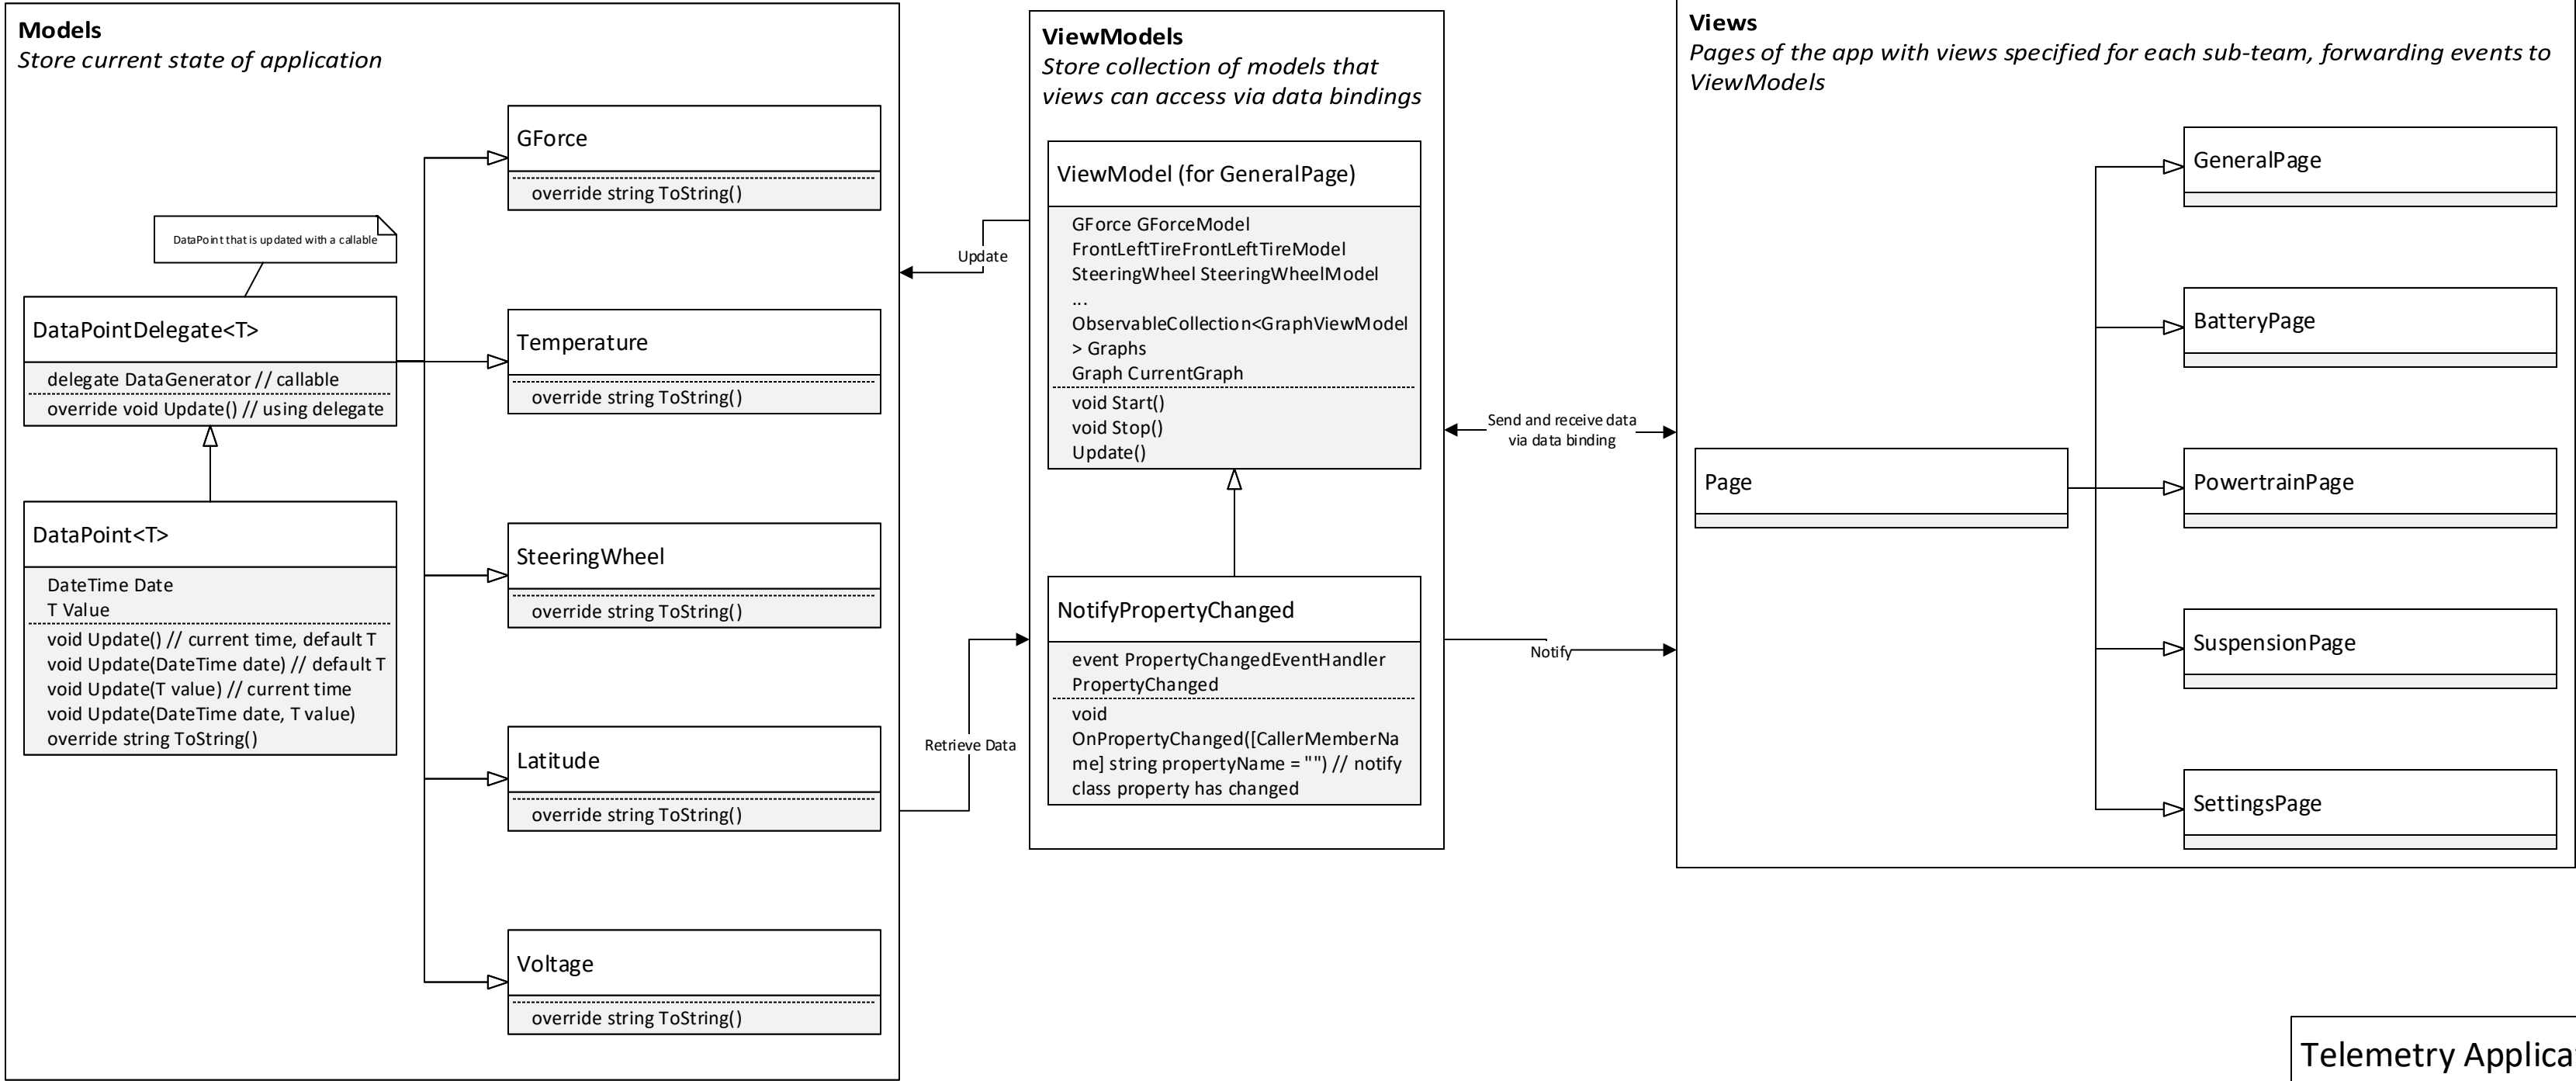 Models
Store current state of application
GForce
override string ToString()
DataPoint that is updated with a callable
DataPointDelegate<T>
delegate DataGenerator // callable
override void Update() // using delegate
Temperature
override string ToString()
DataPoint<T>
DateTime Date
T Value
void Update() // current time, default T
void Update(DateTime date) // default T
void Update(T value) // current time
void Update(DateTime date, T value)
override string ToString()
SteeringWheel
override string ToString()
Latitude
override string ToString()
Voltage
override string ToString()
Update
Retrieve Data
ViewModels
Store collection of models that
views can access via data bindings
ViewModel (for GeneralPage)
GForce GForceModel
FrontLeftTireFrontLeftTireModel
SteeringWheel SteeringWheelModel
...
ObservableCollection<GraphViewModel
> Graphs
Graph CurrentGraph
void Start()
void Stop()
Update()
NotifyPropertyChanged
event PropertyChangedEventHandler
PropertyChanged
void
OnPropertyChanged([CallerMemberNa
me] string propertyName = "") // notify
class property has changed
Send and receive data
via data binding
Notify
Views
Pages of the app with views specified for each sub-team, forwarding events to
ViewModels
Page
GeneralPage
BatteryPage
PowertrainPage
SuspensionPage
SettingsPage
Telemetry Applica